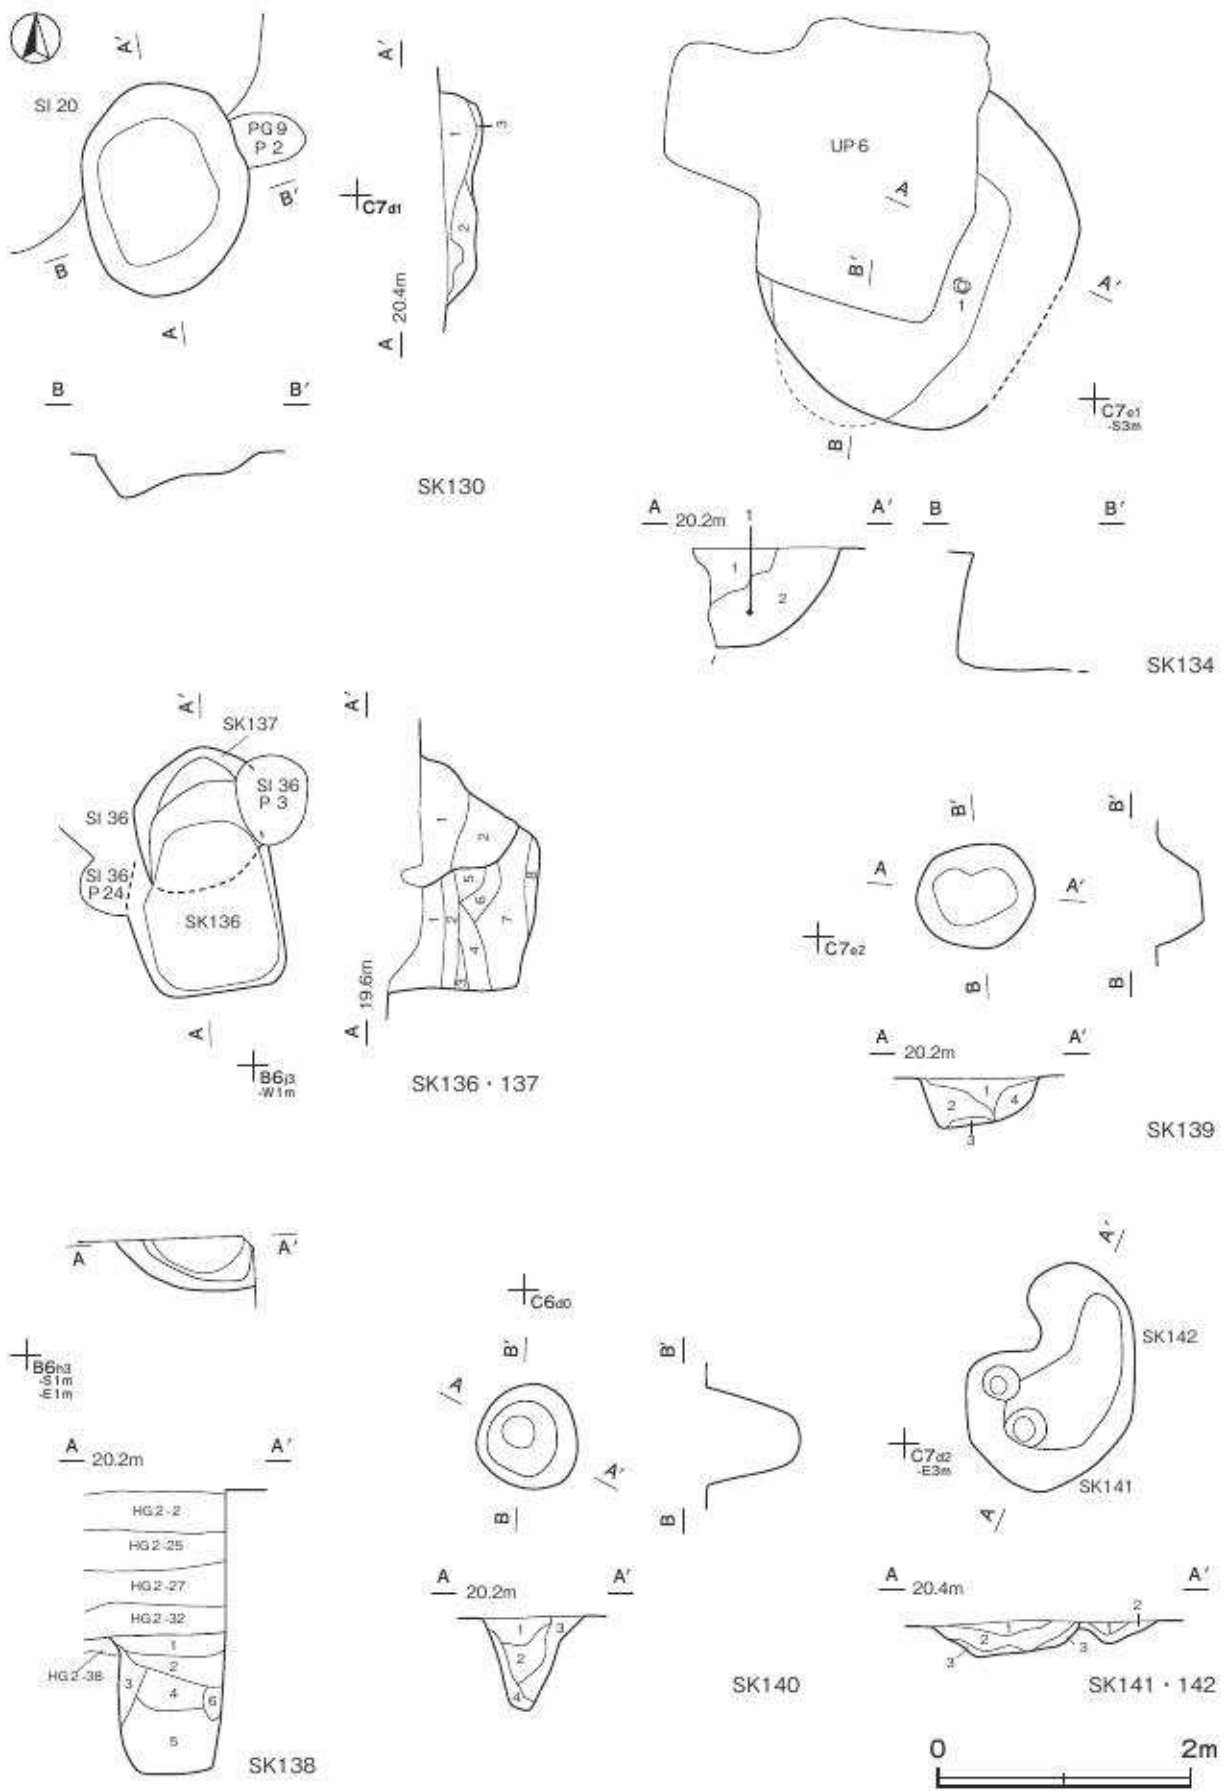 A'
SI 20
PG 9
P 2
B'
B
A
A'
1
3
2
C7d1
A 20.4m
B B'
SK130
UP 6
A
B'
1
A'
B
C7e1
-S3m
A 20.2m
1
A'
1
2
B B'
SK134
A'
SK137
SI 36
P 3
SI 36
SI 36
P 24
SK136
A
B6j3
-W1m
A'
1
2
5
6
8
1
2
7
4
3
A 19.6m
SK136・137
B'
A
A'
B
C7e2
B'
B
A 20.2m A'
1
2
4
3
SK139
A A'
B6h3
-S1m
-E1m
A 20.2m A'
HG 2 -2
HG 2 -25
HG 2 -27
HG 2 -32
1
HG 2 -38
2
3
4
6
5
SK138
C6d0
B'
A
A'
B
B'
B
A 20.2m A'
1
3
2
4
SK140
A'
SK142
C7d2
-E3m
SK141
A
A 20.4m A'
1
2
1
2
3
3
SK141・142
0 2m